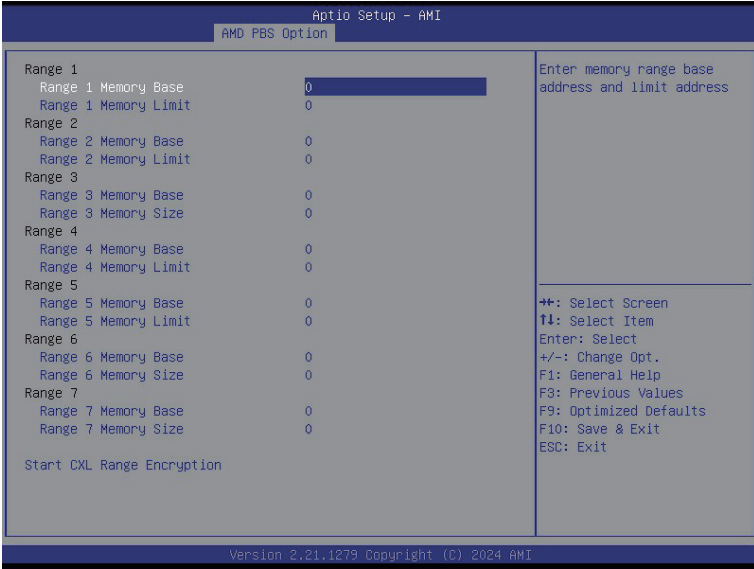 Aptio Setup - AMI
AMD PBS Option
Range 1
Range 1 Memory Base 0
Range 1 Memory Limit 0
Range 2
Range 2 Memory Base 0
Range 2 Memory Limit 0
Range 3
Range 3 Memory Base 0
Range 3 Memory Size 0
Range 4
Range 4 Memory Base 0
Range 4 Memory Limit 0
Range 5
Range 5 Memory Base 0
Range 5 Memory Limit 0
Range 6
Range 6 Memory Base 0
Range 6 Memory Size 0
Range 7
Range 7 Memory Base 0
Range 7 Memory Size 0
Start CXL Range Encryption
Enter memory range base
address and limit address
→←: Select Screen
↑↓: Select Item
Enter: Select
+/-: Change Opt.
F1: General Help
F3: Previous Values
F9: Optimized Defaults
F10: Save & Exit
ESC: Exit
Version 2.21.1279 Copyright (C) 2024 AMI